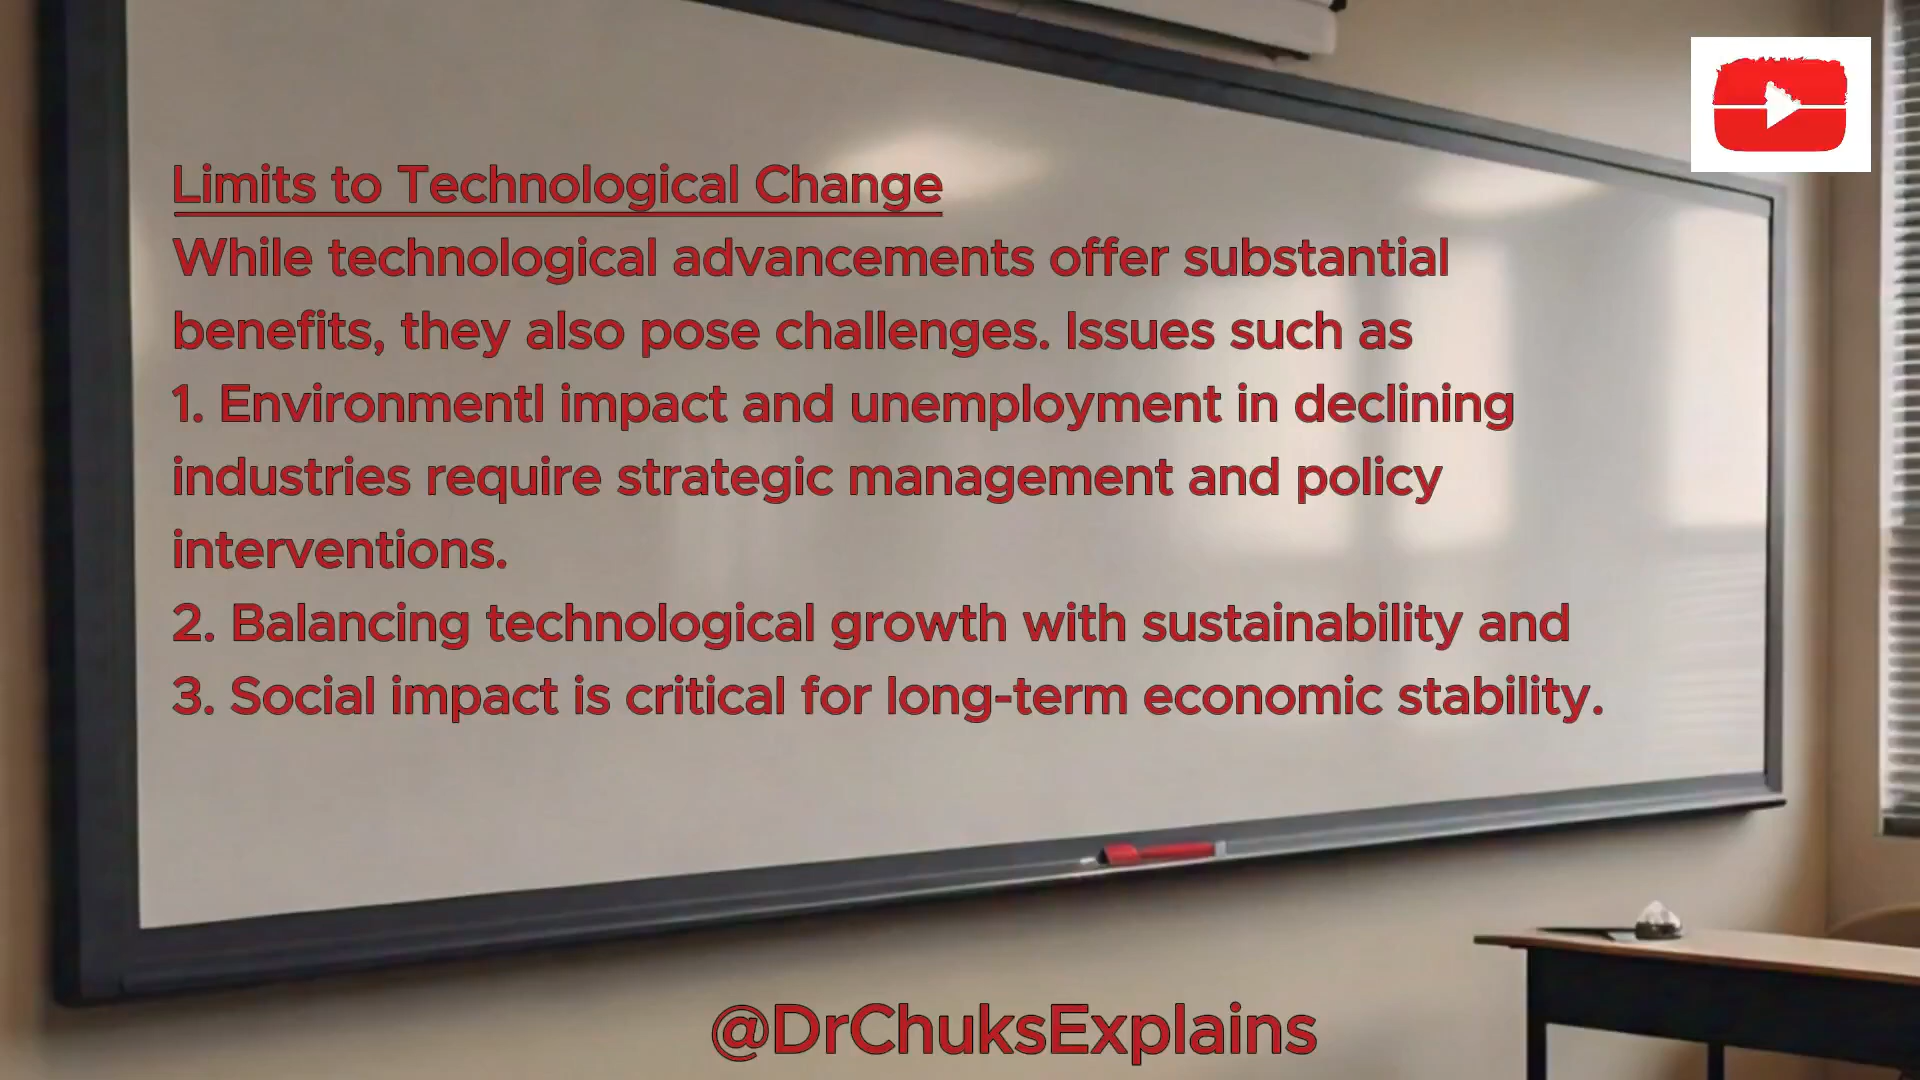 Limits to Technological Change
While technological advancements offer substantial
benefits, they also pose challenges. Issues such as
1. Environmentl impact and unemployment in declining
industries require strategic management and policy
interventions.
2. Balancing technological growth with sustainability and
3. Social impact is critical for long-term economic stability.
@DrChuksExplains